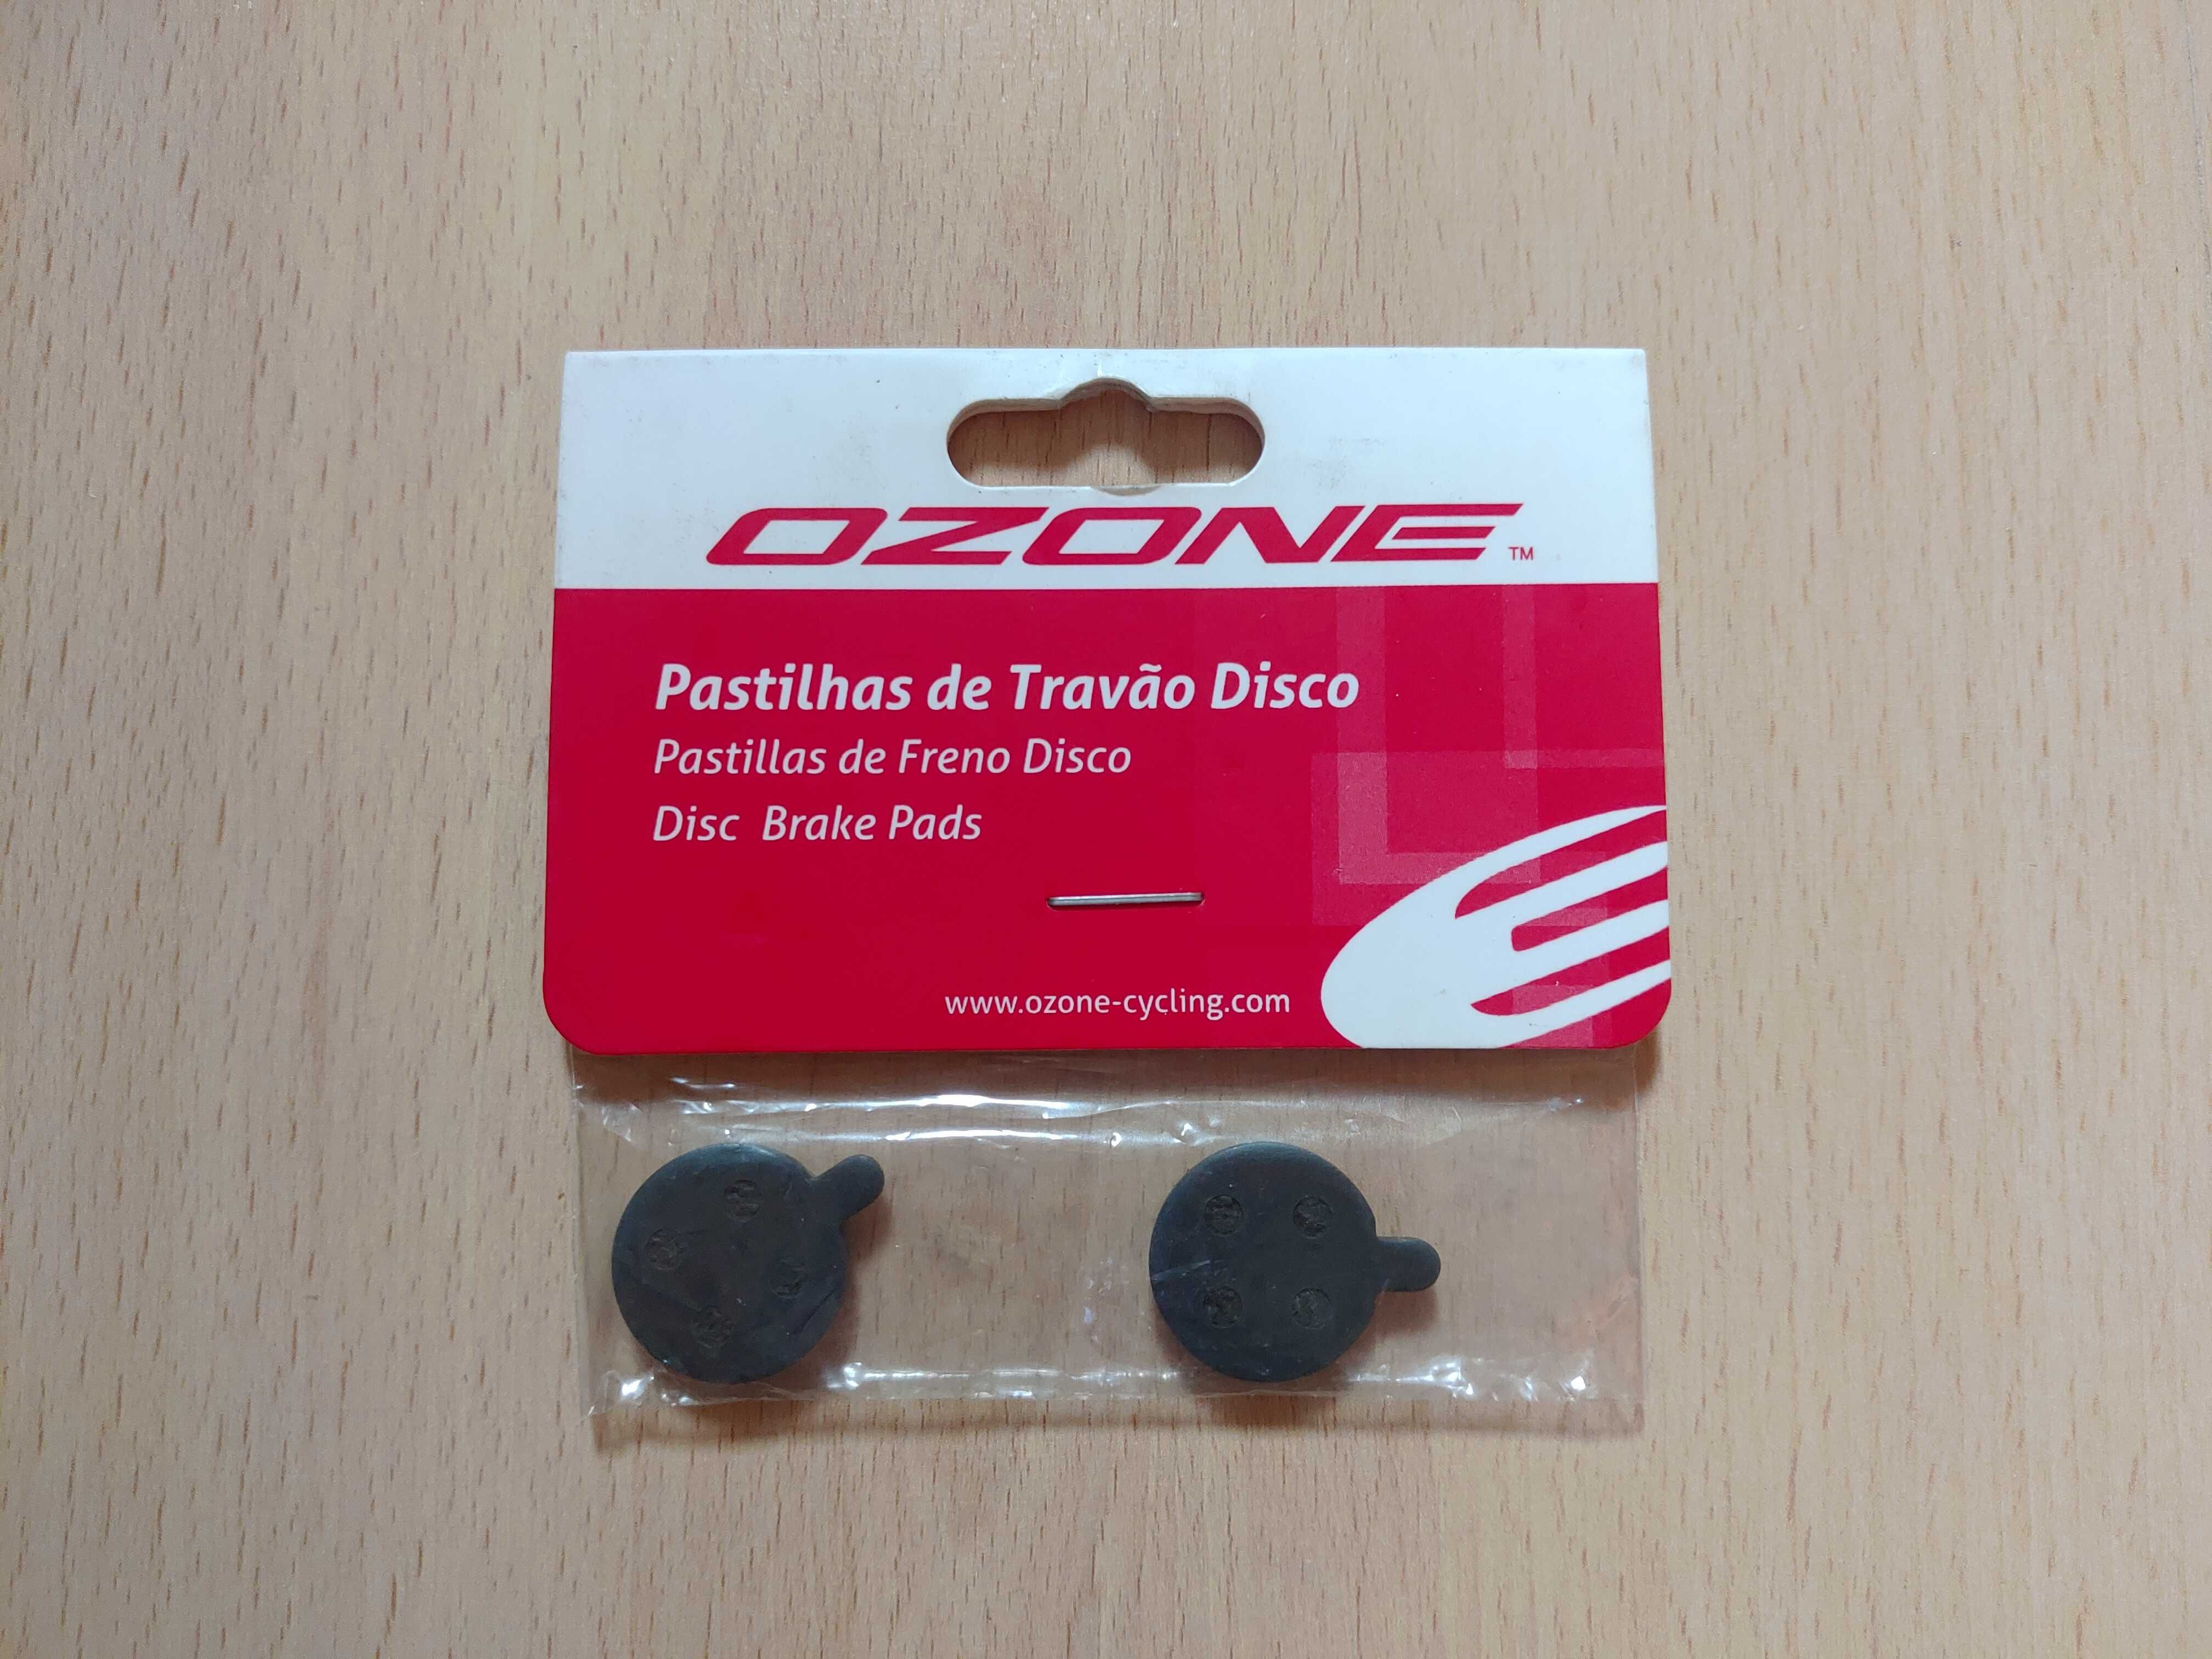 OZONE™
Pastilhas de Travão Disco
Pastillas de Freno Disco
Disc Brake Pads
www.ozone-cycling.com